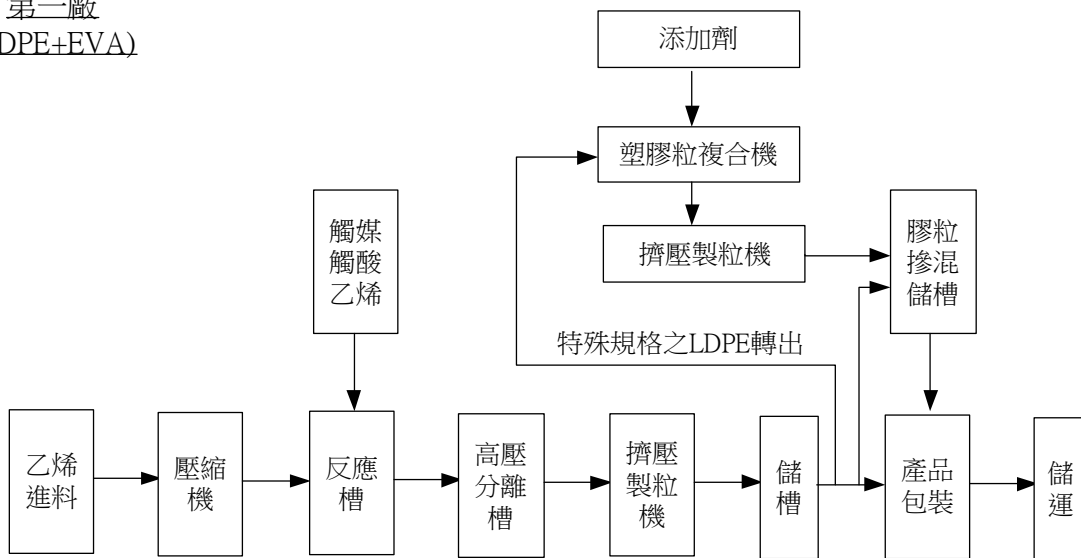 第一廠
DPE+EVA)
添加劑
塑膠粒複合機
觸媒
觸酸
乙烯
擠壓製粒機
膠粒
摻混
儲槽
特殊規格之LDPE轉出
乙烯
進料
壓縮
機
反應
槽
高壓
分離
槽
擠壓
製粒
機
儲
槽
產品
包裝
儲
運